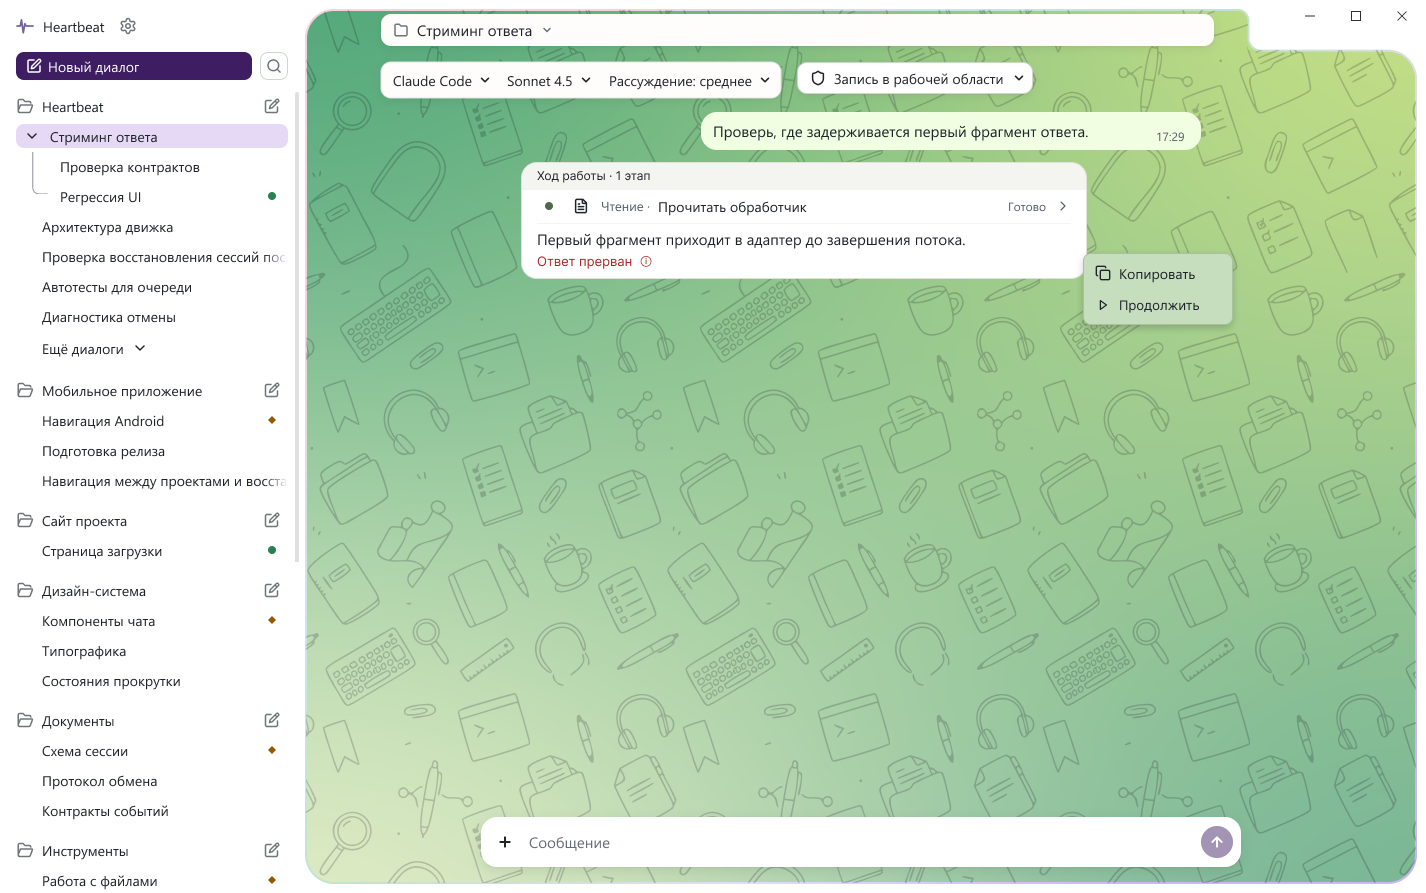 Heartbeat
Новый диалог
Heartbeat
Стриминг ответа
Проверка контрактов
Регрессия UI
Архитектура движка
Проверка восстановления сессий пос
Автотесты для очереди
Диагностика отмены
Ещё диалоги
Мобильное приложение
Навигация Android
Подготовка релиза
Навигация между проектами и восста
Сайт проекта
Страница загрузки
Дизайн-система
Компоненты чата
Типографика
Состояния прокрутки
Документы
Схема сессии
Протокол обмена
Контракты событий
Инструменты
Работа с файлами
Стриминг ответа
Claude Code Sonnet 4.5 Рассуждение: среднее Запись в рабочей области
Проверь, где задерживается первый фрагмент ответа. 17:29
Ход работы · 1 этап
Чтение · Прочитать обработчик Готово
Первый фрагмент приходит в адаптер до завершения потока.
Ответ прерван
Копировать
Продолжить
Сообщение